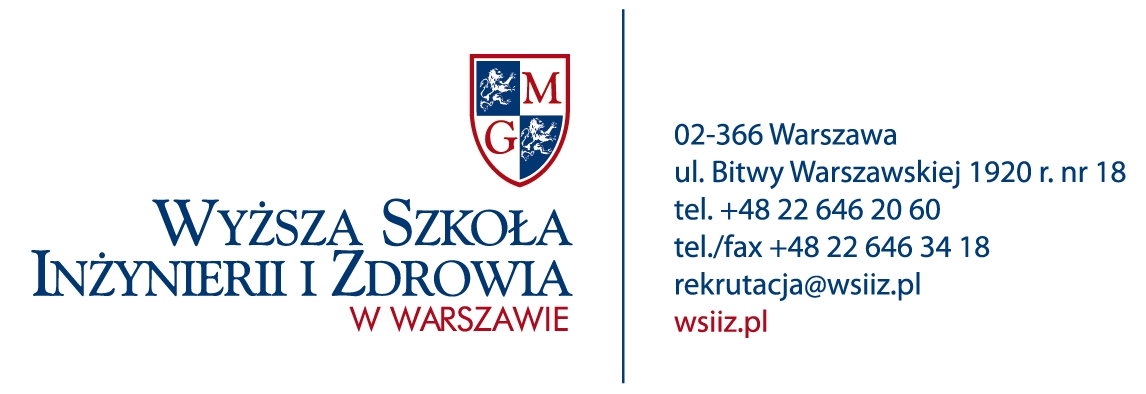 M
G
Wyższa Szkoła
Inżynierii i Zdrowia
w Warszawie
02-366 Warszawa
ul. Bitwy Warszawskiej 1920 r. nr 18
tel. +48 22 646 20 60
tel./fax +48 22 646 34 18
rekrutacja@wsiiz.pl
wsiiz.pl